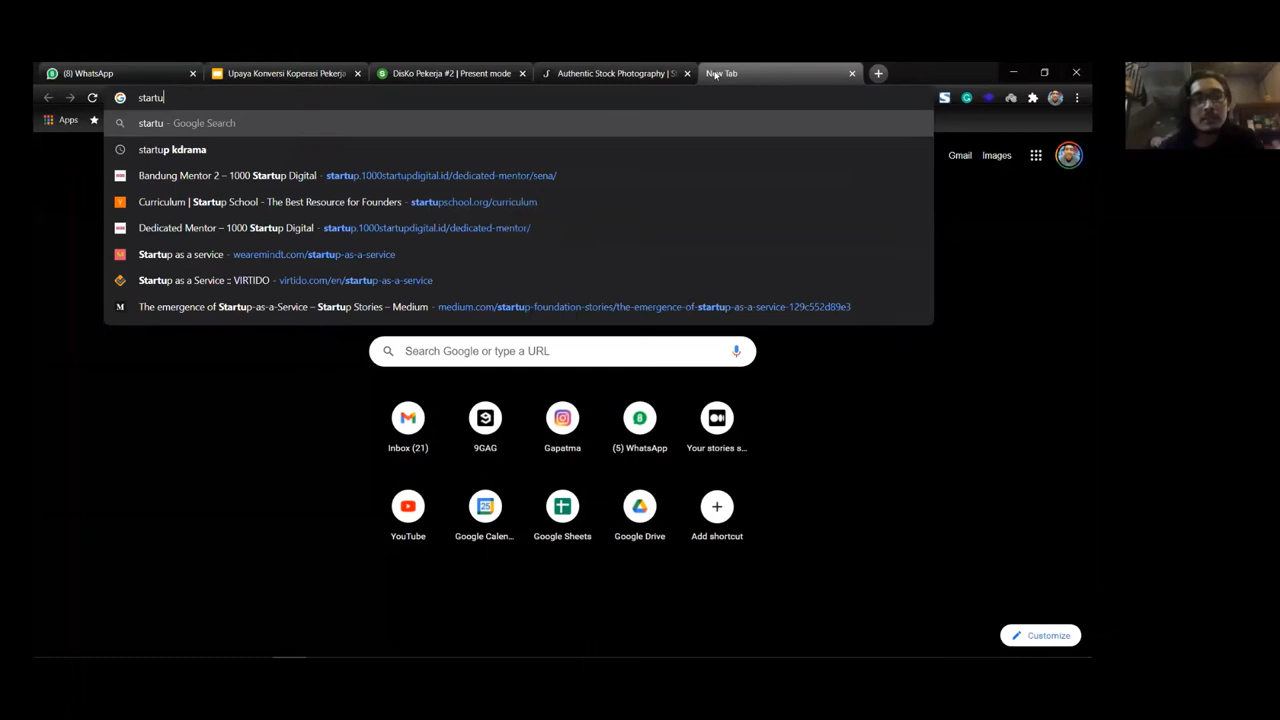 (8) WhatsApp
Upaya Konversi Koperasi Pekerja
DisKo Pekerja #2 | Present mode
Authentic Stock Photography | S
New Tab
startu
Apps
startu - Google Search
startup kdrama
Bandung Mentor 2 – 1000 Startup Digital - startup.1000startupdigital.id/dedicated-mentor/sena/
Curriculum | Startup School - The Best Resource for Founders - startupschool.org/curriculum
Dedicated Mentor – 1000 Startup Digital - startup.1000startupdigital.id/dedicated-mentor/
Startup as a service - wearemindt.com/startup-as-a-service
Startup as a Service :: VIRTIDO - virtido.com/en/startup-as-a-service
The emergence of Startup-as-a-Service – Startup Stories – Medium - medium.com/startup-foundation-stories/the-emergence-of-startup-as-a-service-129c552d89e3
Gmail
Images
Search Google or type a URL
Inbox (21)
9GAG
Gapatma
(5) WhatsApp
Your stories s...
YouTube
Google Calen...
Google Sheets
Google Drive
Add shortcut
Customize